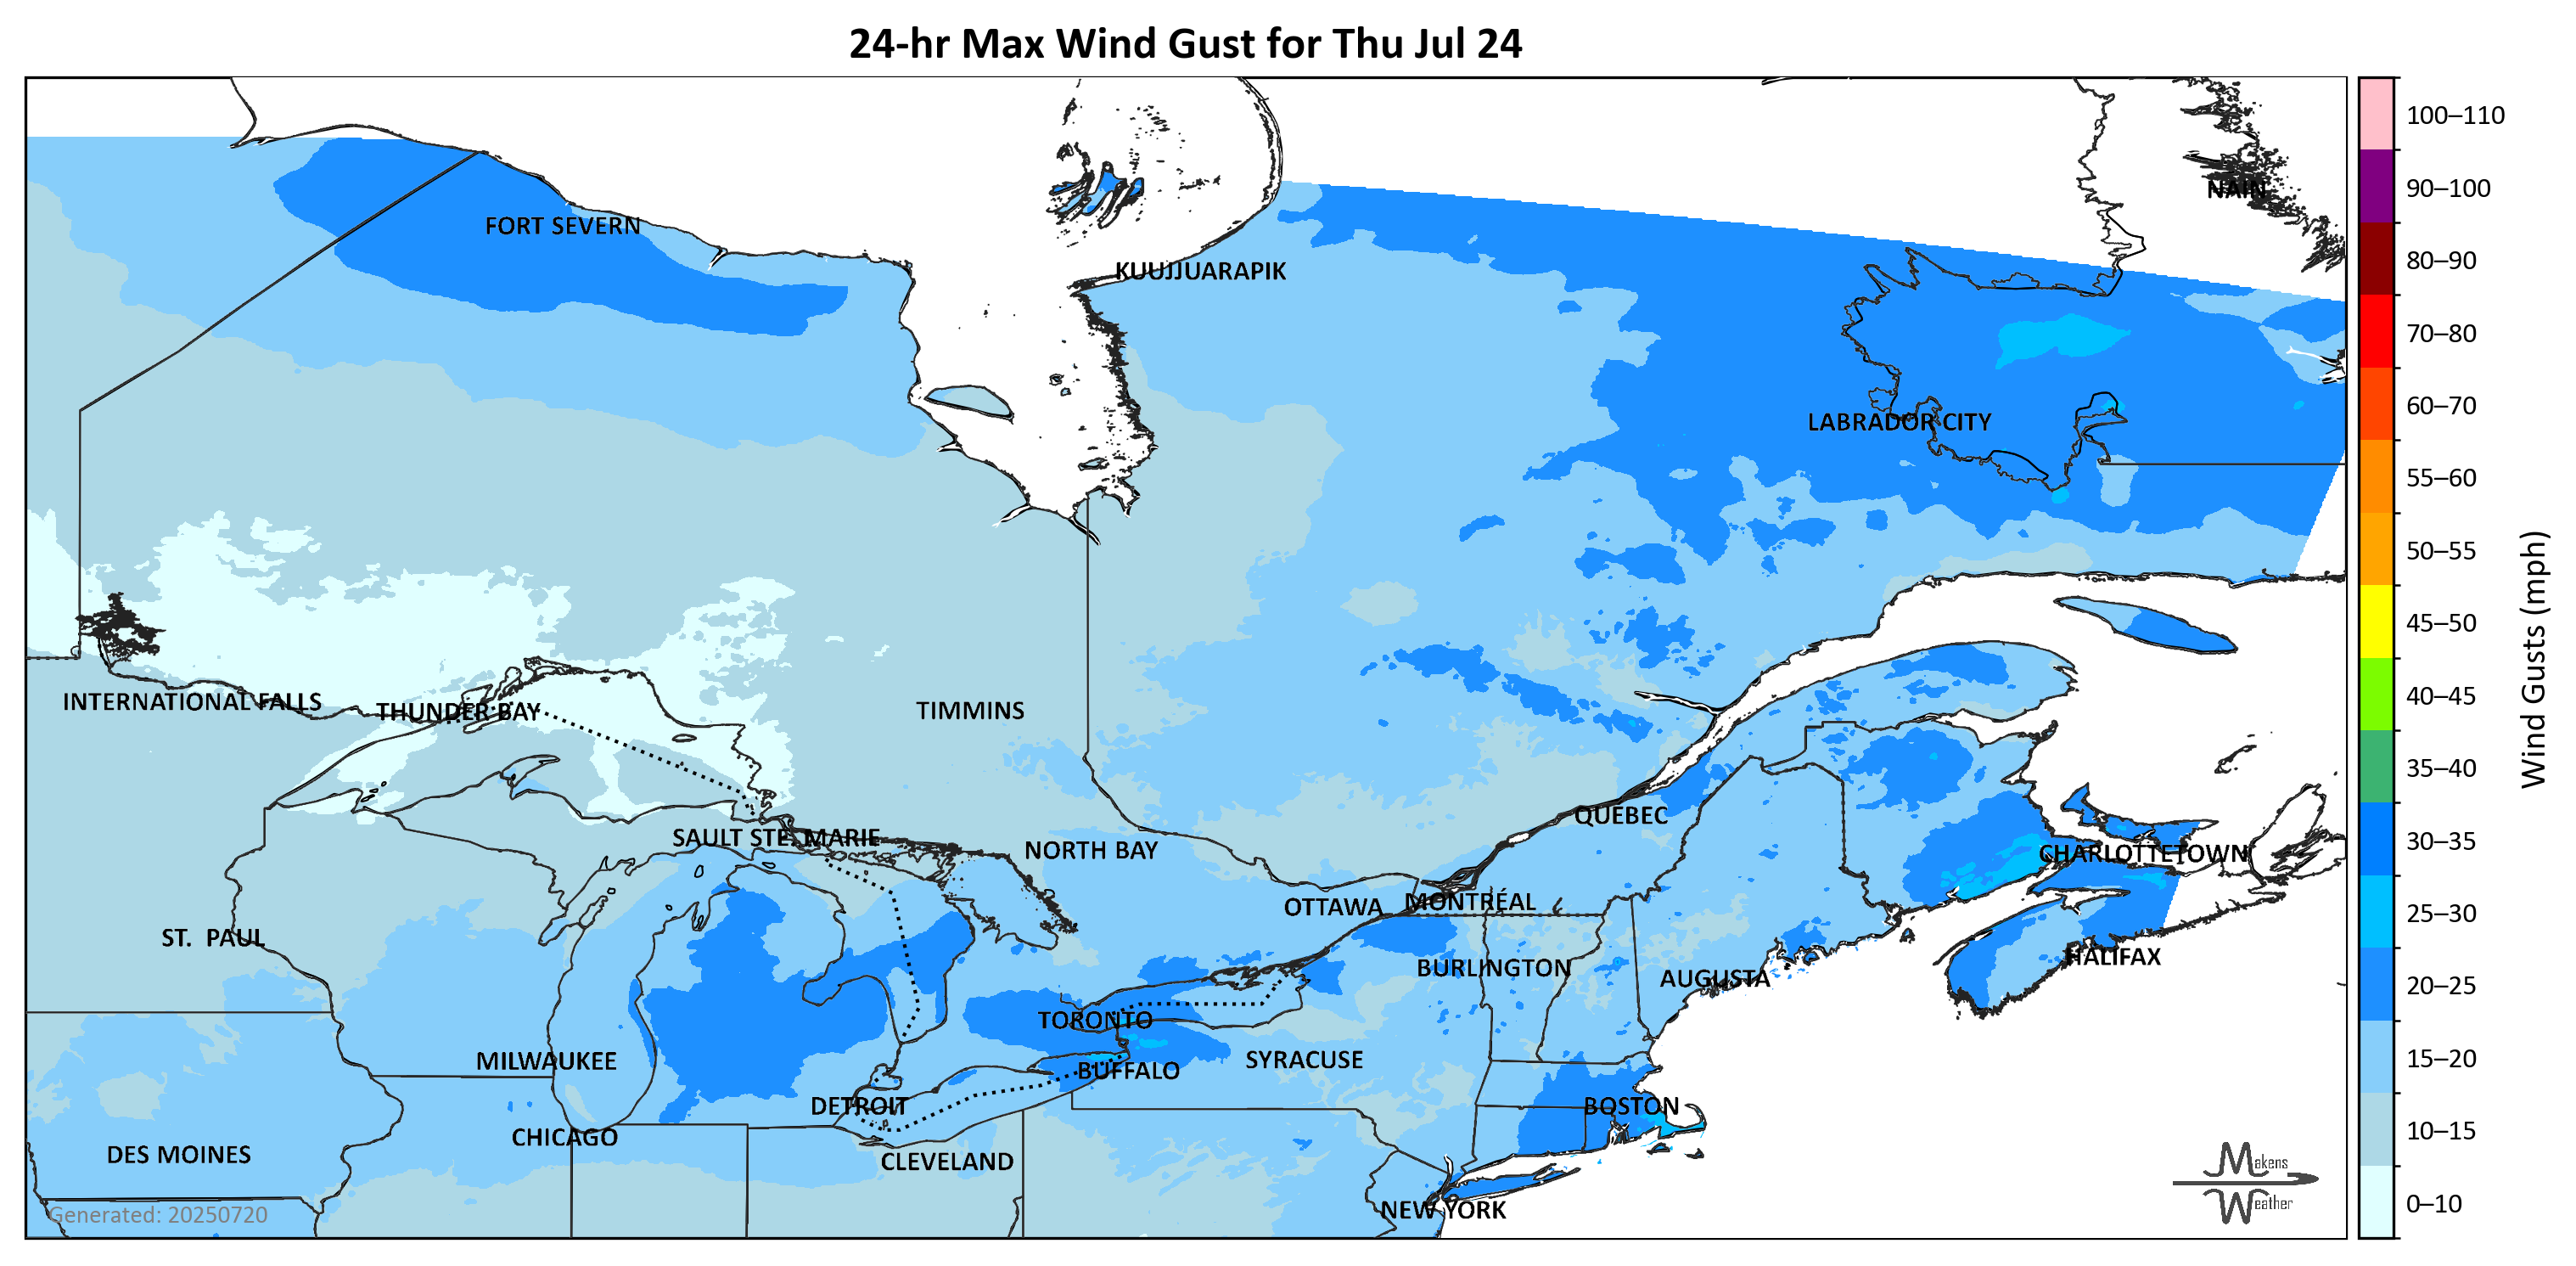 24-hr Max Wind Gust for Thu Jul 24
100–110
90–100
80–90
70–80
60–70
55–60
50–55
45–50
40–45
35–40
30–35
25–30
20–25
15–20
10–15
0–10
Wind Gusts (mph)
NAIN
FORT SEVERN
KUUJJUARAPIK
LABRADOR CITY
INTERNATIONAL FALLS
THUNDER BAY
TIMMINS
QUEBEC
SAULT STE. MARIE
NORTH BAY
CHARLOTTETOWN
OTTAWA
MONTRÉAL
ST. PAUL
HALIFAX
BURLINGTON
AUGUSTA
TORONTO
MILWAUKEE
BUFFALO
SYRACUSE
DETROIT
BOSTON
CHICAGO
DES MOINES
CLEVELAND
NEW YORK
Generated: 20250720
Makens
Weather